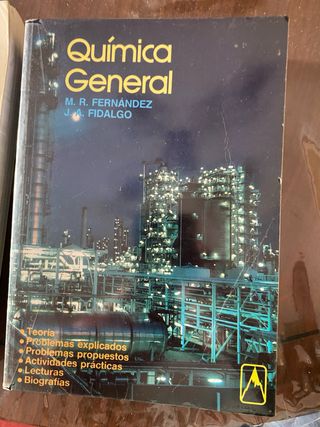 Química
General
M. R. FERNÁNDEZ
J. A. FIDALGO
• Teoría
• Problemas explicados
• Problemas propuestos
• Actividades prácticas
• Lecturas
• Biografías